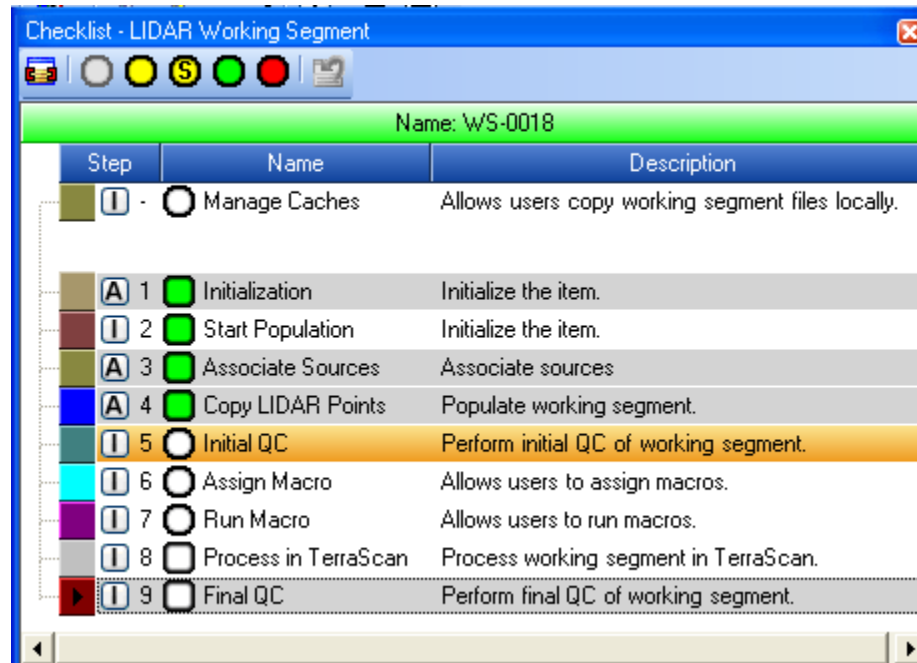 Checklist - LIDAR Working Segment
S
Name: WS-0018
Step Name Description
I - Manage Caches Allows users copy working segment files locally.
A 1 Initialization Initialize the item.
I 2 Start Population Initialize the item.
A 3 Associate Sources Associate sources
A 4 Copy LIDAR Points Populate working segment.
I 5 Initial QC Perform initial QC of working segment.
I 6 Assign Macro Allows users to assign macros.
I 7 Run Macro Allows users to run macros.
I 8 Process in TerraScan Process working segment in TerraScan.
I 9 Final QC Perform final QC of working segment.